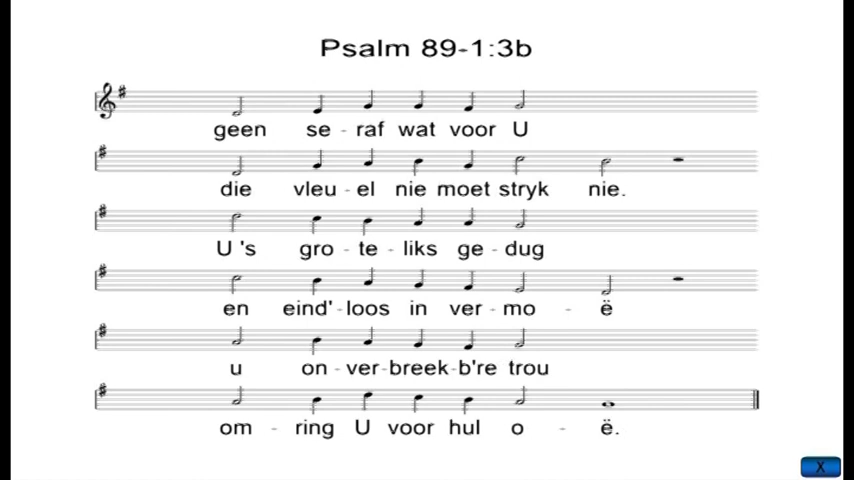 Psalm 89-1:3b
geen se - raf wat voor U
die vleu - el nie moet stryk nie.
U 's gro - te - liks ge - dug
en eind' - loos in ver - mo - ë
u on - ver - breek - b're trou
om - ring U voor hul o - ë.
X